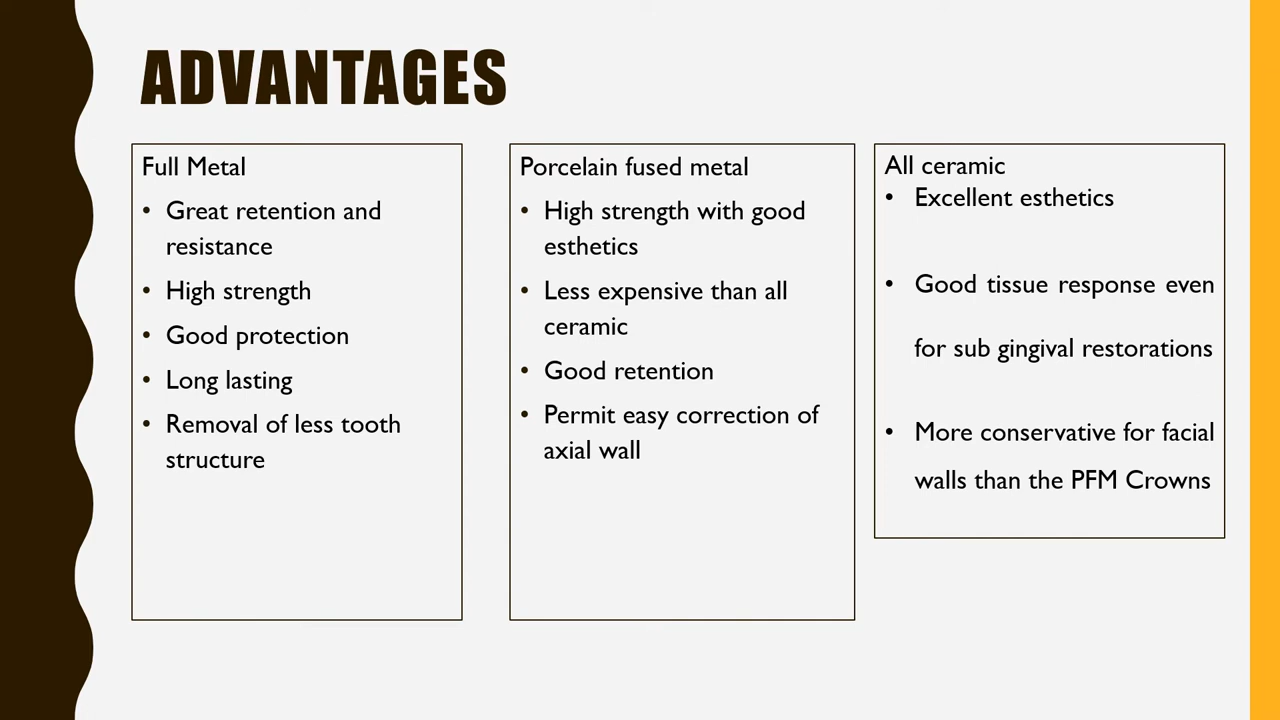 ADVANTAGES
Full Metal
• Great retention and
resistance
• High strength
• Good protection
• Long lasting
• Removal of less tooth
structure
Porcelain fused metal
• High strength with good
esthetics
• Less expensive than all
ceramic
• Good retention
• Permit easy correction of
axial wall
All ceramic
• Excellent esthetics
• Good tissue response even
for sub gingival restorations
• More conservative for facial
walls than the PFM Crowns